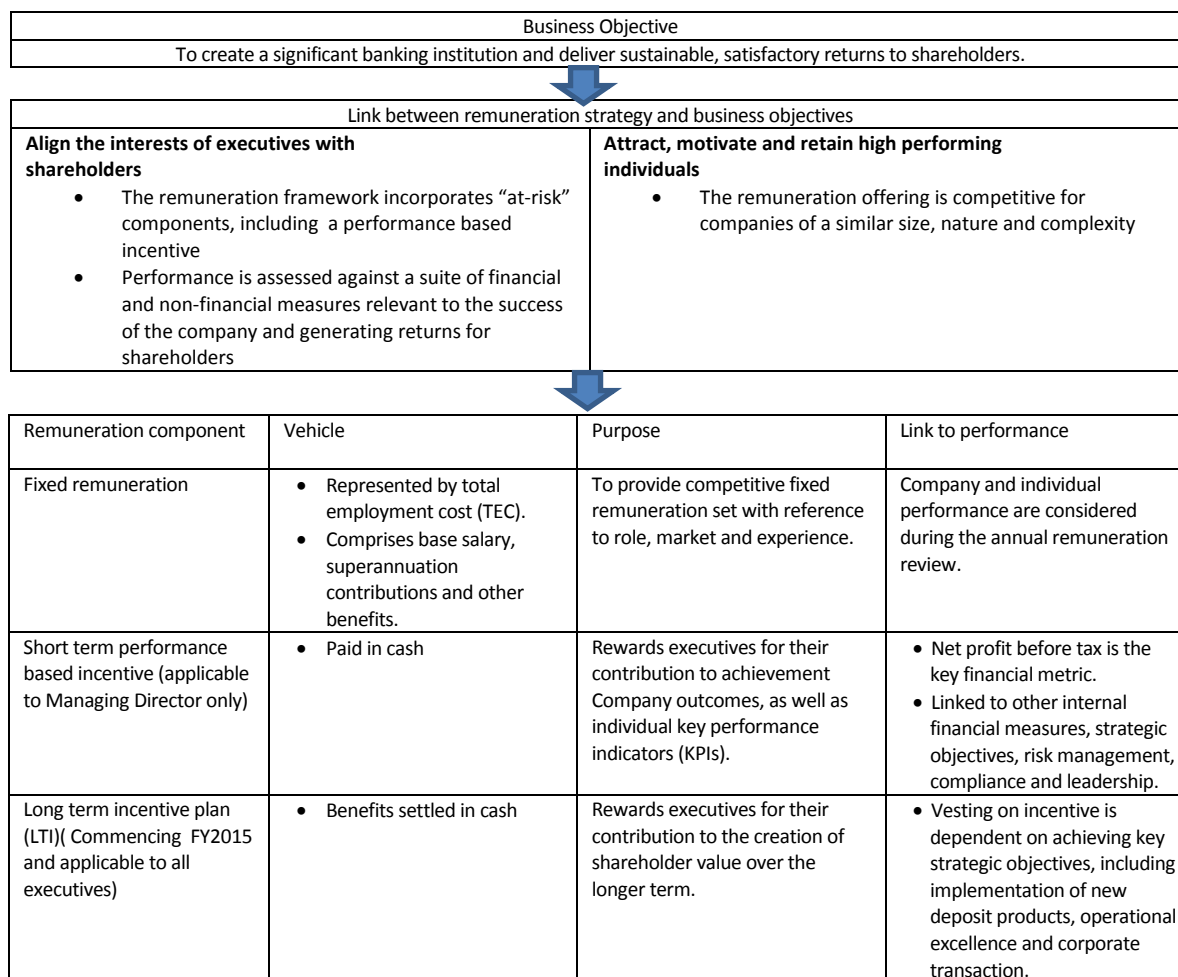 Business Objective
To create a significant banking institution and deliver sustainable, satisfactory returns to shareholders.
Link between remuneration strategy and business objectives
Align the interests of executives with
shareholders
• The remuneration framework incorporates “at-risk”
components, including a performance based
incentive
• Performance is assessed against a suite of financial
and non-financial measures relevant to the success
of the company and generating returns for
shareholders
Attract, motivate and retain high performing
individuals
• The remuneration offering is competitive for
companies of a similar size, nature and complexity
Remuneration component
Vehicle
Purpose
Link to performance
Fixed remuneration
• Represented by total
employment cost (TEC).
• Comprises base salary,
superannuation
contributions and other
benefits.
To provide competitive fixed
remuneration set with reference
to role, market and experience.
Company and individual
performance are considered
during the annual remuneration
review.
Short term performance
based incentive (applicable
to Managing Director only)
• Paid in cash
Rewards executives for their
contribution to achievement
Company outcomes, as well as
individual key performance
indicators (KPIs).
• Net profit before tax is the
key financial metric.
• Linked to other internal
financial measures, strategic
objectives, risk management,
compliance and leadership.
Long term incentive plan
(LTI)( Commencing FY2015
and applicable to all
executives)
• Benefits settled in cash
Rewards executives for their
contribution to the creation of
shareholder value over the
longer term.
• Vesting on incentive is
dependent on achieving key
strategic objectives, including
implementation of new
deposit products, operational
excellence and corporate
transaction.